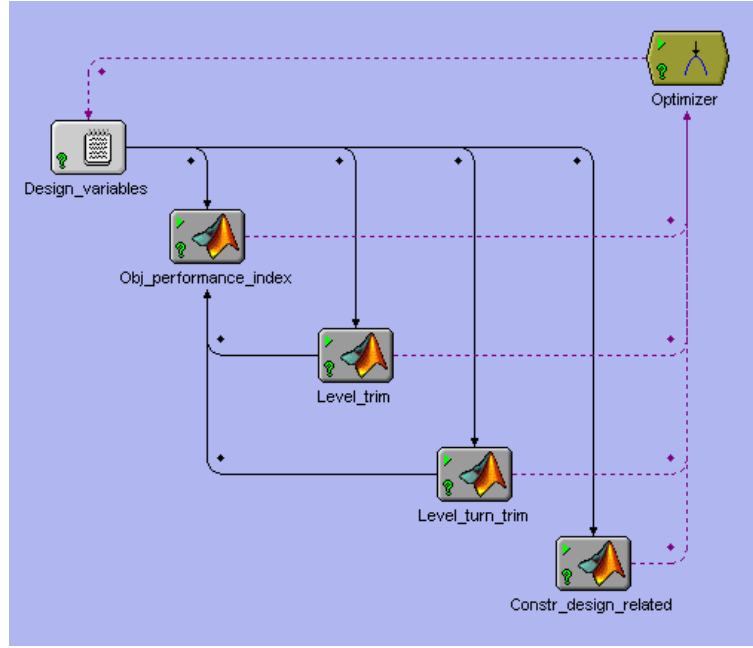 Optimizer
Design_variables
Obj_performance_index
Level_trim
Level_turn_trim
Constr_design_related